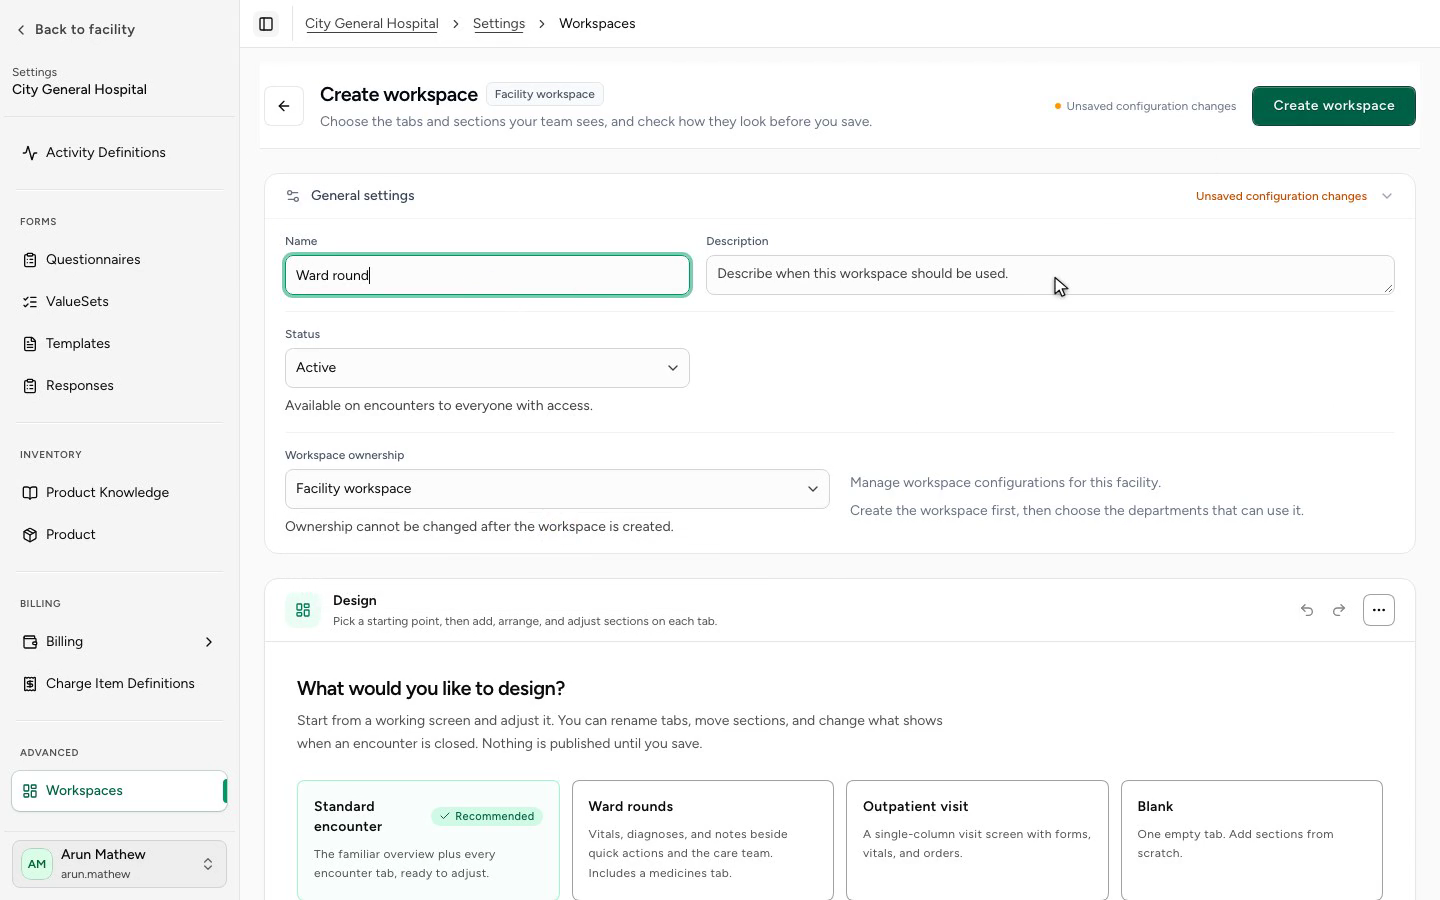 Back to facility
Settings
City General Hospital
Activity Definitions
FORMS
Questionnaires
ValueSets
Templates
Responses
INVENTORY
Product Knowledge
Product
BILLING
Billing
Charge Item Definitions
ADVANCED
Workspaces
AM
Arun Mathew
arun.mathew
City General Hospital > Settings > Workspaces
Create workspace Facility workspace
Choose the tabs and sections your team sees, and check how they look before you save.
Unsaved configuration changes
Create workspace
General settings
Unsaved configuration changes
Name
Ward round
Description
Describe when this workspace should be used.
Status
Active
Available on encounters to everyone with access.
Workspace ownership
Facility workspace
Ownership cannot be changed after the workspace is created.
Manage workspace configurations for this facility.
Create the workspace first, then choose the departments that can use it.
Design
Pick a starting point, then add, arrange, and adjust sections on each tab.
What would you like to design?
Start from a working screen and adjust it. You can rename tabs, move sections, and change what shows
when an encounter is closed. Nothing is published until you save.
Standard
encounter
Recommended
The familiar overview plus every
encounter tab, ready to adjust.
Ward rounds
Vitals, diagnoses, and notes beside
quick actions and the care team.
Includes a medicines tab.
Outpatient visit
A single-column visit screen with forms,
vitals, and orders.
Blank
One empty tab. Add sections from
scratch.